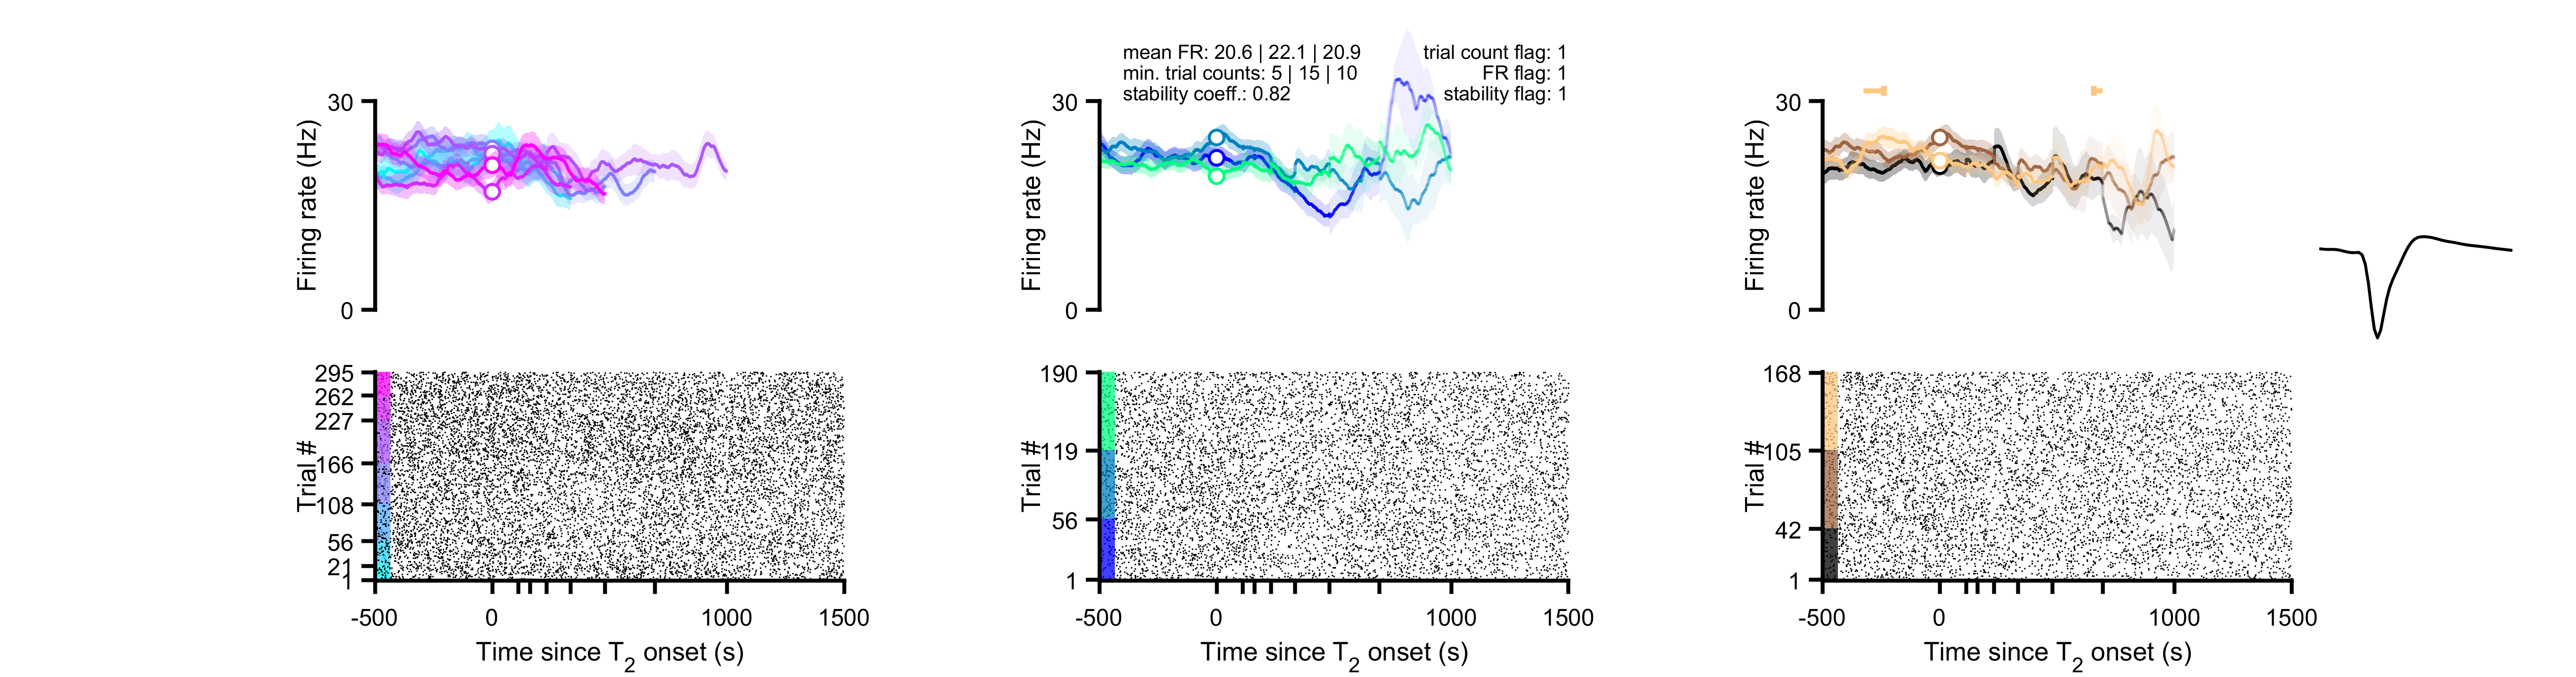 mean FR: 20.6 | 22.1 | 20.9
min. trial counts: 5 | 15 | 10
stability coeff.: 0.82
trial count flag: 1
FR flag: 1
stability flag: 1
Firing rate (Hz)
30
0
Firing rate (Hz)
30
0
Firing rate (Hz)
30
0
Trial #
295
262
227
166
108
56
21
1
Trial #
190
119
56
1
Trial #
168
105
42
1
-500 0 1000 1500
Time since T2 onset (s)
-500 0 1000 1500
Time since T2 onset (s)
-500 0 1000 1500
Time since T2 onset (s)